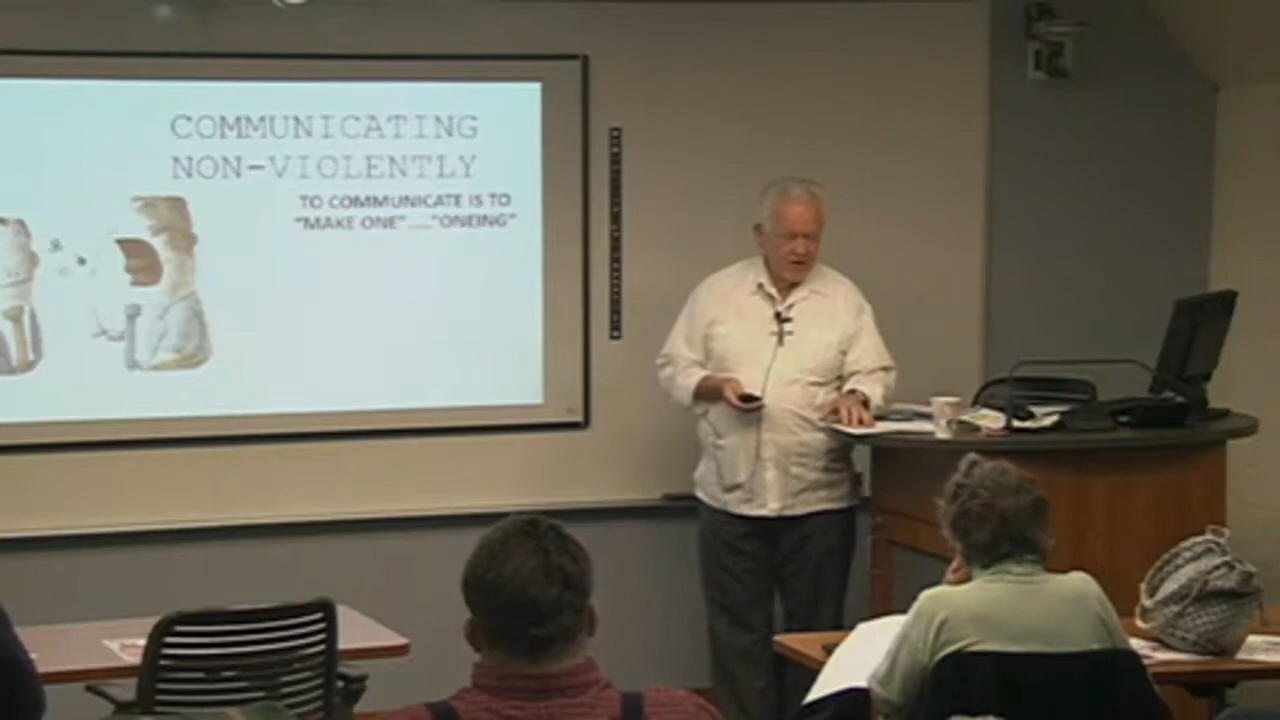 COMMUNICATING
NON-VIOLENTLY
TO COMMUNICATE IS TO
"MAKE ONE"....."ONEING"